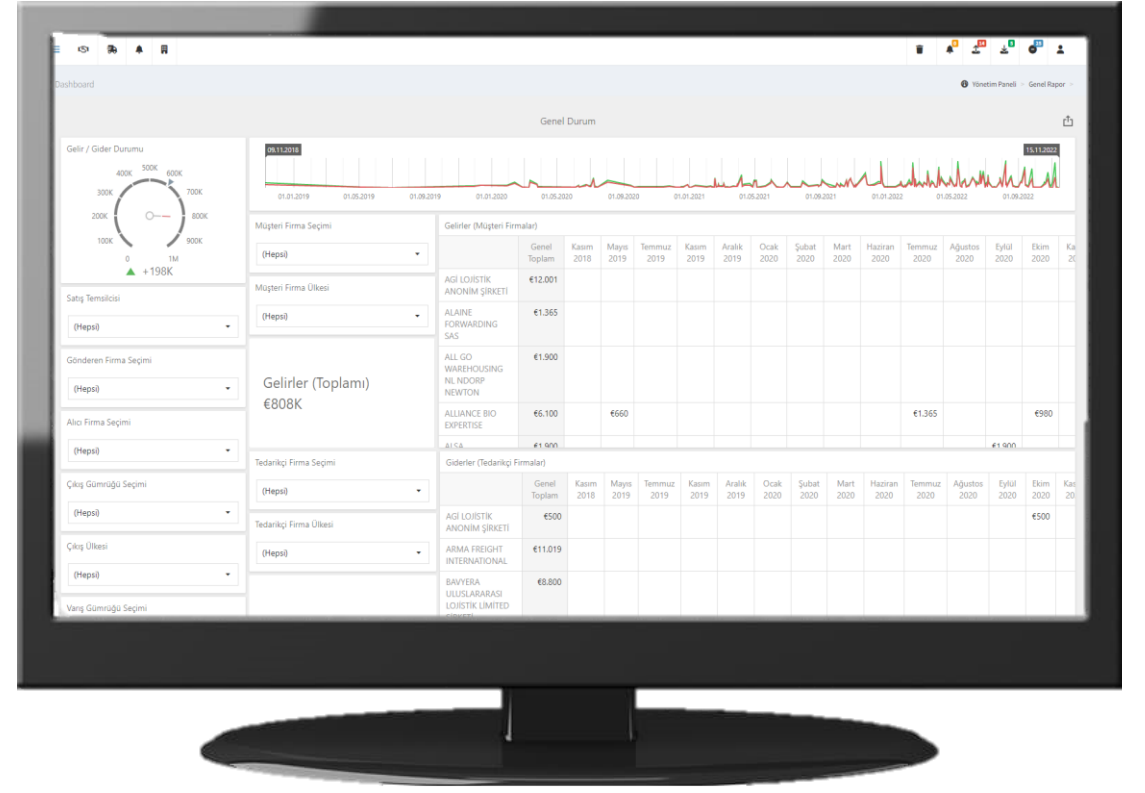 Dashboard
Yönetim Paneli
Genel Rapor
Genel Durum
Gelir / Gider Durumu
0
100K
200K
300K
400K
500K
600K
700K
800K
900K
1M
+198K
09.11.2018
15.11.2022
01.01.2019
01.05.2019
01.09.2019
01.01.2020
01.05.2020
01.09.2020
01.01.2021
01.05.2021
01.09.2021
01.01.2022
01.05.2022
01.09.2022
Satış Temsilcisi
(Hepsi)
Gönderen Firma Seçimi
(Hepsi)
Alıcı Firma Seçimi
(Hepsi)
Çıkış Gümrüğü Seçimi
(Hepsi)
Çıkış Ülkesi
(Hepsi)
Varış Gümrüğü Seçimi
Müşteri Firma Seçimi
(Hepsi)
Müşteri Firma Ülkesi
(Hepsi)
Gelirler (Toplamı)
€808K
Tedarikçi Firma Seçimi
(Hepsi)
Tedarikçi Firma Ülkesi
(Hepsi)
Gelirler (Müşteri Firmalar)
Genel Kasım Mayıs Temmuz Kasım Aralık Ocak Şubat Mart Haziran Temmuz Ağustos Eylül Ekim
Toplam 2018 2019 2019 2019 2019 2020 2020 2020 2020 2020 2020 2020 2020
AGİ LOJİSTİK €12.001
ANONİM ŞİRKETİ
ALAINE €1.365
FORWARDING
SAS
ALL GO €1.900
WAREHOUSING
NL NDORP
NEWTON
ALLIANCE BIO €6.100 €660 €1.365 €980
EXPERTISE
ALSA €1.900 €1.900
Giderler (Tedarikçi Firmalar)
Genel Kasım Mayıs Temmuz Kasım Aralık Ocak Şubat Mart Haziran Temmuz Ağustos Eylül Ekim
Toplam 2018 2019 2019 2019 2019 2020 2020 2020 2020 2020 2020 2020 2020
AGİ LOJİSTİK €500 €500
ANONİM ŞİRKETİ
ARMA FREIGHT €11.019
INTERNATIONAL
BAVYERA €8.800
ULUSLARARASI
LOJİSTİK LİMİTED
ŞİRKETİ